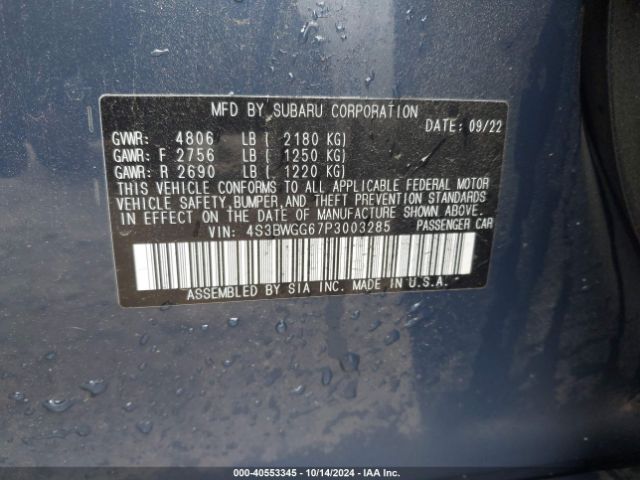 MFD BY SUBARU CORPORATION
DATE: 09/22
GVWR: 4806 LB ( 2180 KG)
GAWR: F 2756 LB ( 1250 KG)
GAWR: R 2690 LB ( 1220 KG)
THIS VEHICLE CONFORMS TO ALL APPLICABLE FEDERAL MOTOR
VEHICLE SAFETY,BUMPER,AND THEFT PREVENTION STANDARDS
IN EFFECT ON THE DATE OF MANUFACTURE SHOWN ABOVE.
VIN: 4S3BWGG67P3003285 PASSENGER CAR
ASSEMBLED BY SIA INC. MADE IN U.S.A.
000-40553345 - 10/14/2024 - IAA Inc.